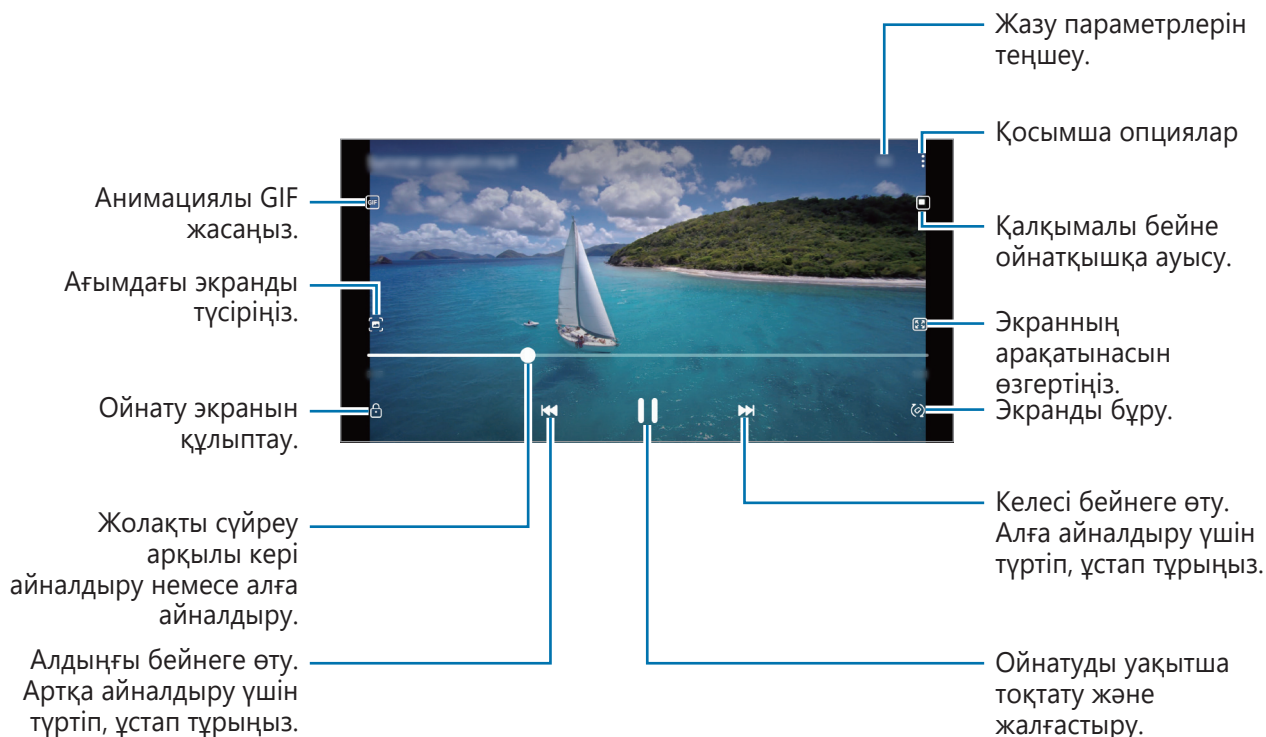 Жазу параметрлерін
теңшеу.
Қосымша опциялар
Анимациялы GIF
жасаңыз.
GIF
Қалқымалы бейне
ойнатқышқа ауысу.
Ағымдағы экранды
түсіріңіз.
Экранның
арақатынасын
өзгертіңіз.
Ойнату экранын
құлыптау.
Экранды бұру.
Жолақты сүйреу
арқылы кері
айналдыру немесе алға
айналдыру.
Келесі бейнеге өту.
Алға айналдыру үшін
түртіп, ұстап тұрыңыз.
Алдыңғы бейнеге өту.
Артқа айналдыру үшін
түртіп, ұстап тұрыңыз.
Ойнатуды уақытша
тоқтату және
жалғастыру.